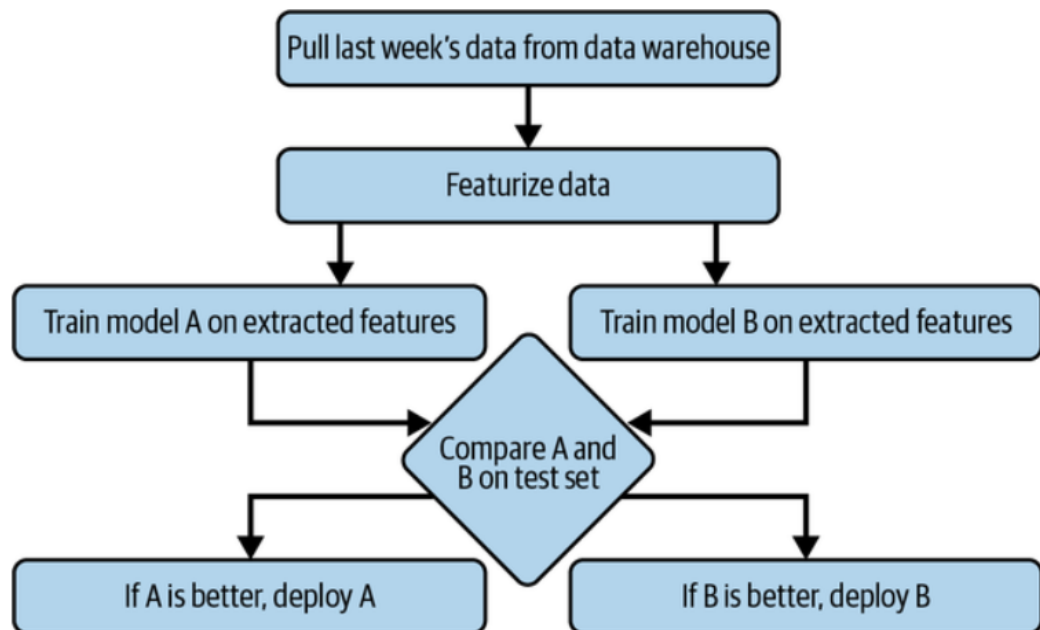 Pull last week's data from data warehouse
Featurize data
Train model A on extracted features
Train model B on extracted features
Compare A and
B on test set
If A is better, deploy A
If B is better, deploy B